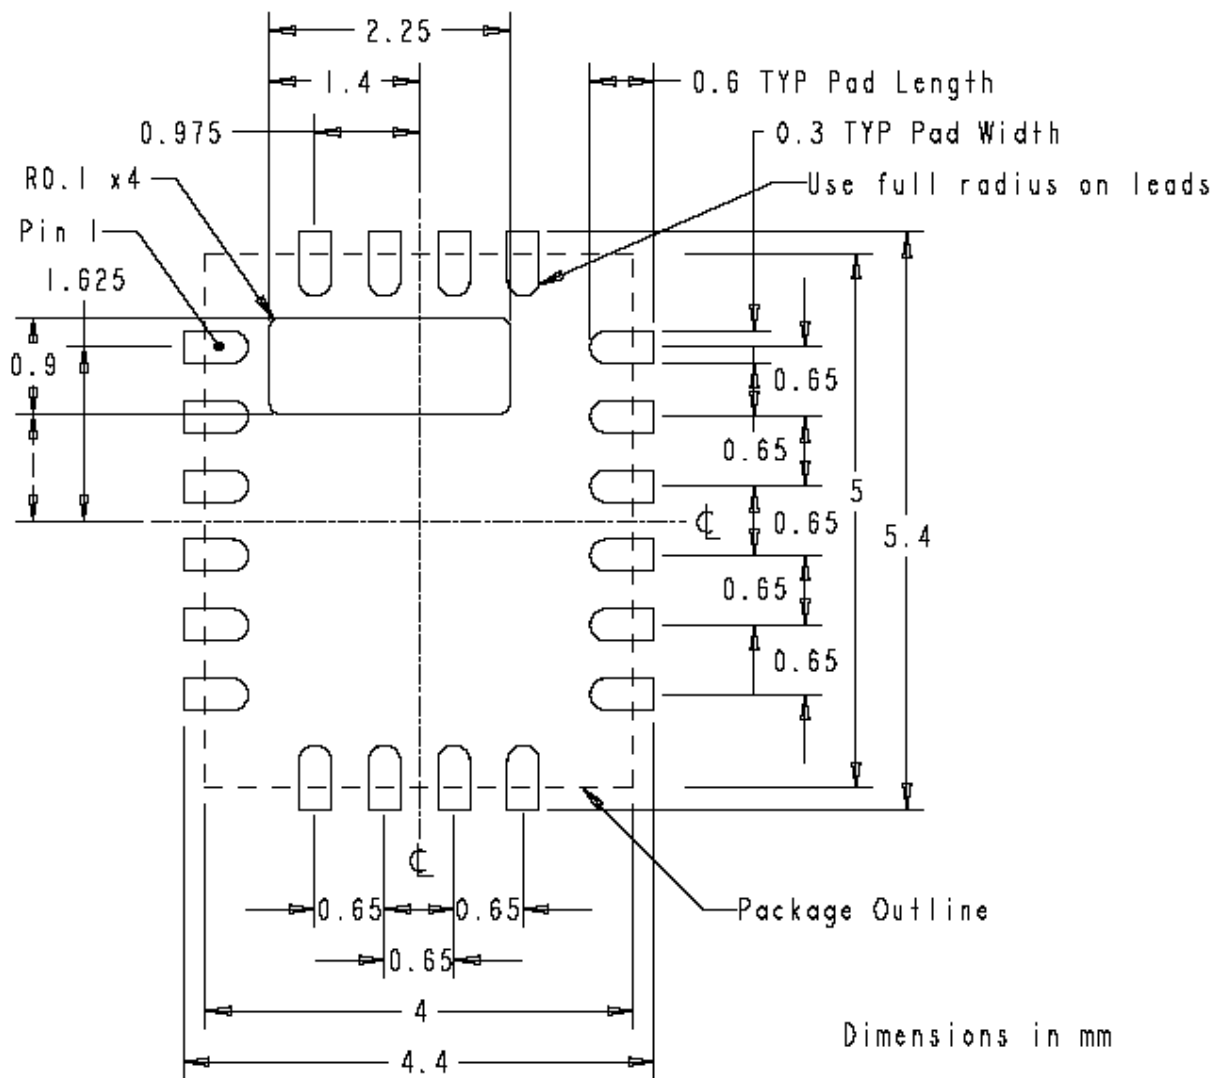 2.25
1.4
0.6 TYP Pad Length
0.975
0.3 TYP Pad Width
R0.1 x4
Use full radius on leads
Pin 1
1.625
0.9
0.65
0.65
5
0.65
5.4
0.65
0.65
0.65
0.65
Package Outline
0.65
4
Dimensions in mm
4.4